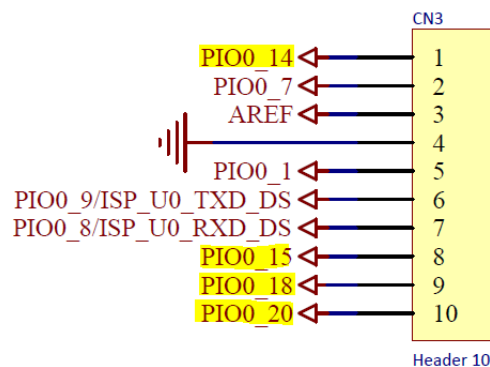 CN3
PIO0_14 1
PIO0_7 2
AREF 3
4
PIO0_1 5
PIO0_9/ISP_U0_TXD_DS 6
PIO0_8/ISP_U0_RXD_DS 7
PIO0_15 8
PIO0_18 9
PIO0_20 10
Header 10